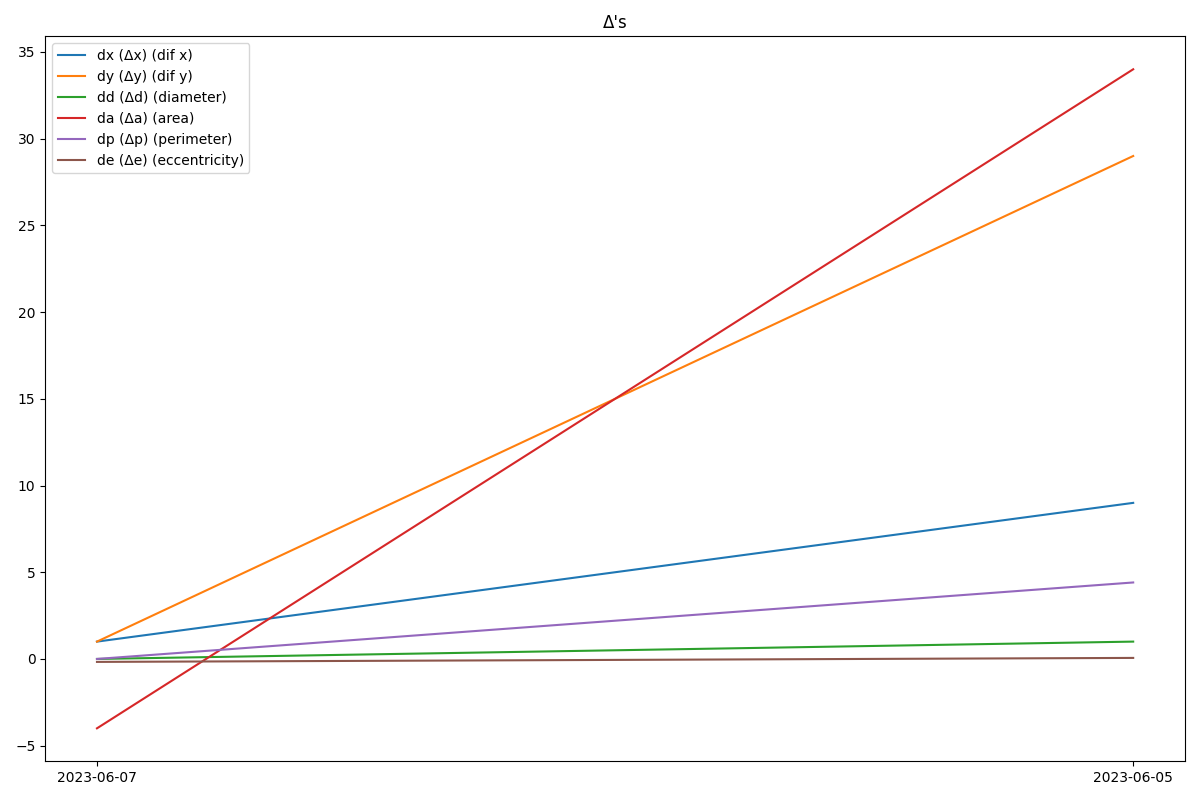 Δ's
dx (Δx) (dif x)
dy (Δy) (dif y)
dd (Δd) (diameter)
da (Δa) (area)
dp (Δp) (perimeter)
de (Δe) (eccentricity)
35
30
25
20
15
10
5
0
−5
2023-06-07 2023-06-05